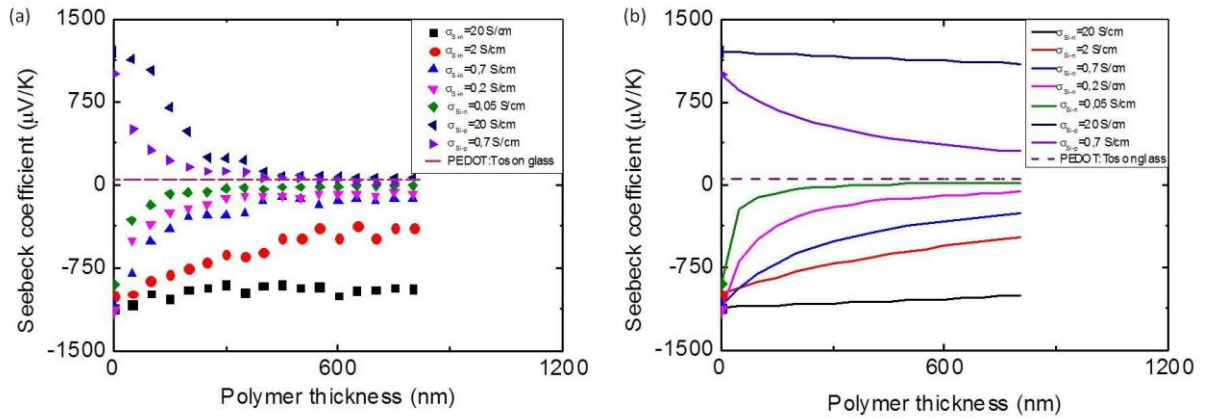 (a)
1500
750
0
-750
-1500
Seebeck coefficient (μV/K)
0
600
1200
Polymer thickness (nm)
σSi-n=20 S/cm
σSi-n=2 S/cm
σSi-n=0,7 S/cm
σSi-n=0,2 S/cm
σSi-n=0,05 S/cm
σSi-p=20 S/cm
σSi-p=0,7 S/cm
PEDOT:Tos on glass
(b)
1500
750
0
-750
-1500
Seebeck coefficient (μV/K)
0
600
1200
Polymer thickness (nm)
σSi-n=20 S/cm
σSi-n=2 S/cm
σSi-n=0,7 S/cm
σSi-n=0,2 S/cm
σSi-n=0,05 S/cm
σSi-p=20 S/cm
σSi-p=0,7 S/cm
PEDOT:Tos on glass